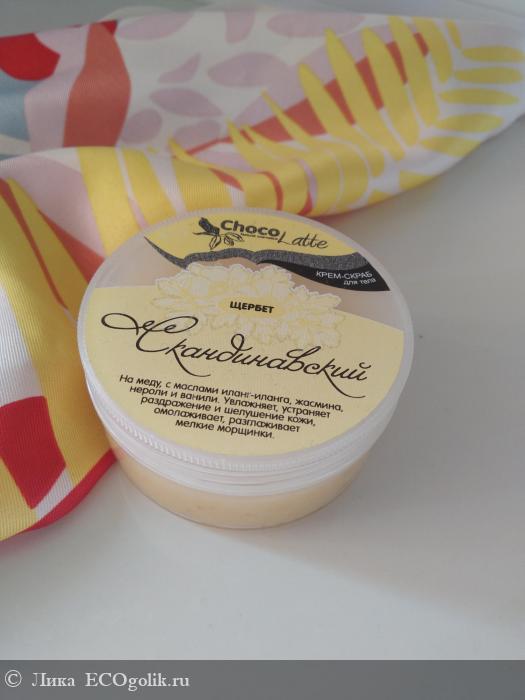 Choco
Latte
КРЕМ-СКРАБ
для тела
ЩЕРБЕТ
Скандинавский
На меду, с маслами иланг-иланга, жасмина,
нероли и ванили. Увлажняет, устраняет
раздражение и шелушение кожи,
омолаживает, разглаживает
мелкие морщинки.
© Лика ECOgolik.ru